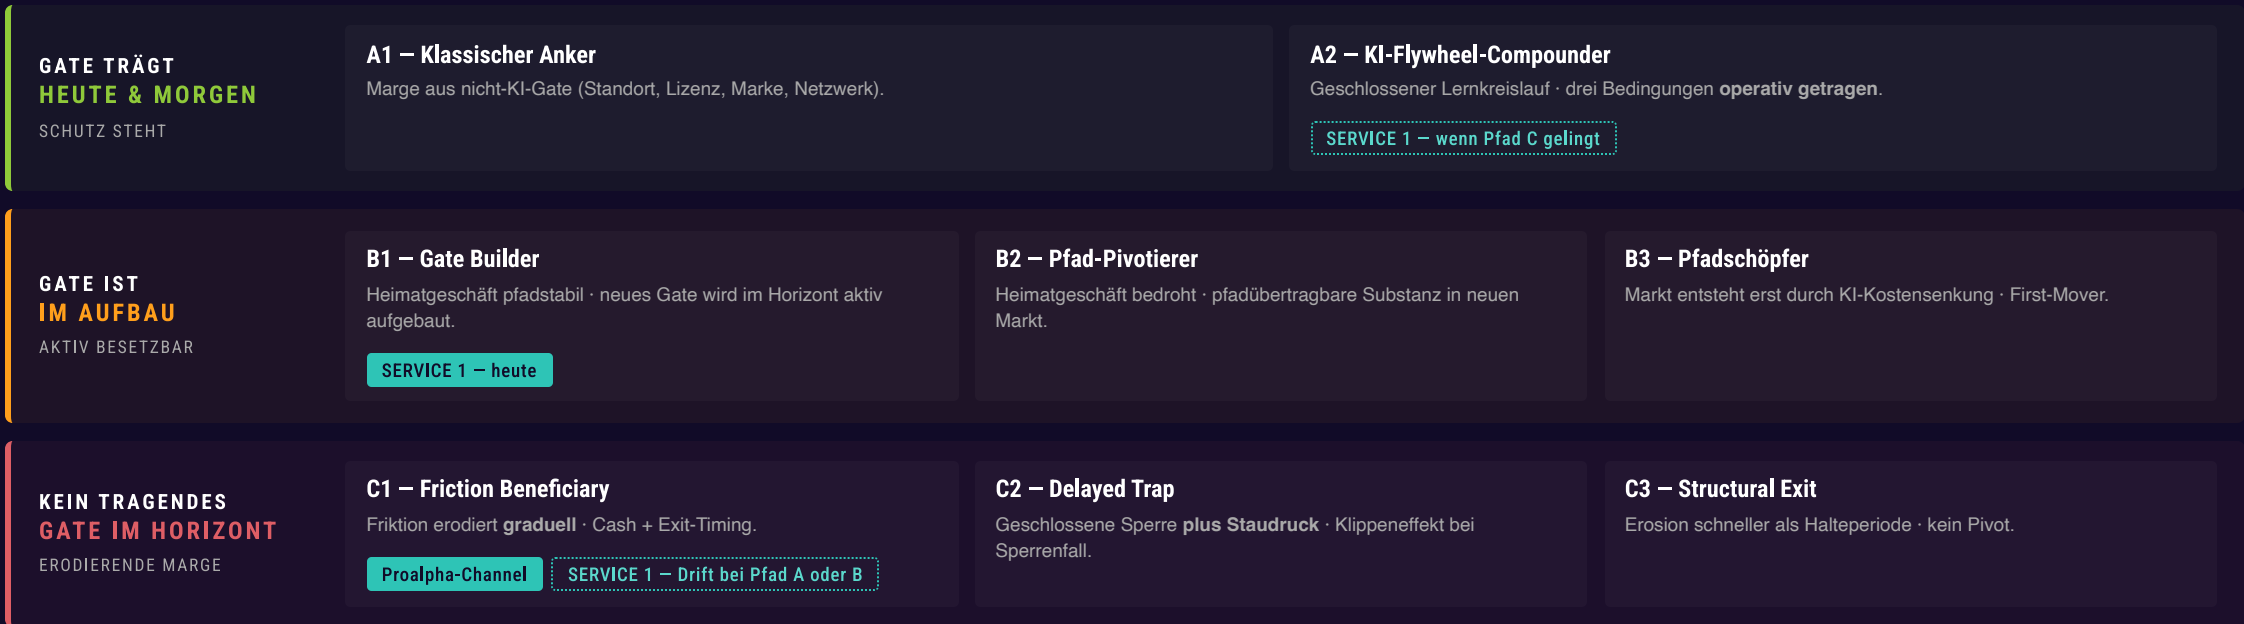 GATE TRÄGT
HEUTE & MORGEN
SCHUTZ STEHT
A1 — Klassischer Anker
Marge aus nicht-KI-Gate (Standort, Lizenz, Marke, Netzwerk).
A2 — KI-Flywheel-Compounder
Geschlossener Lernkreislauf · drei Bedingungen operativ getragen.
SERVICE 1 — wenn Pfad C gelingt
GATE IST
IM AUFBAU
AKTIV BESETZBAR
B1 — Gate Builder
Heimatgeschäft pfadstabil · neues Gate wird im Horizont aktiv
aufgebaut.
SERVICE 1 — heute
B2 — Pfad-Pivotierer
Heimatgeschäft bedroht · pfadübertragbare Substanz in neuen
Markt.
B3 — Pfadschöpfer
Markt entsteht erst durch KI-Kostensenkung · First-Mover.
KEIN TRAGENDES
GATE IM HORIZONT
ERODIERENDE MARGE
C1 — Friction Beneficiary
Friktion erodiert graduell · Cash + Exit-Timing.
Proalpha-Channel
SERVICE 1 — Drift bei Pfad A oder B
C2 — Delayed Trap
Geschlossene Sperre plus Staudruck · Klippeneffekt bei
Sperrenfall.
C3 — Structural Exit
Erosion schneller als Halteperiode · kein Pivot.